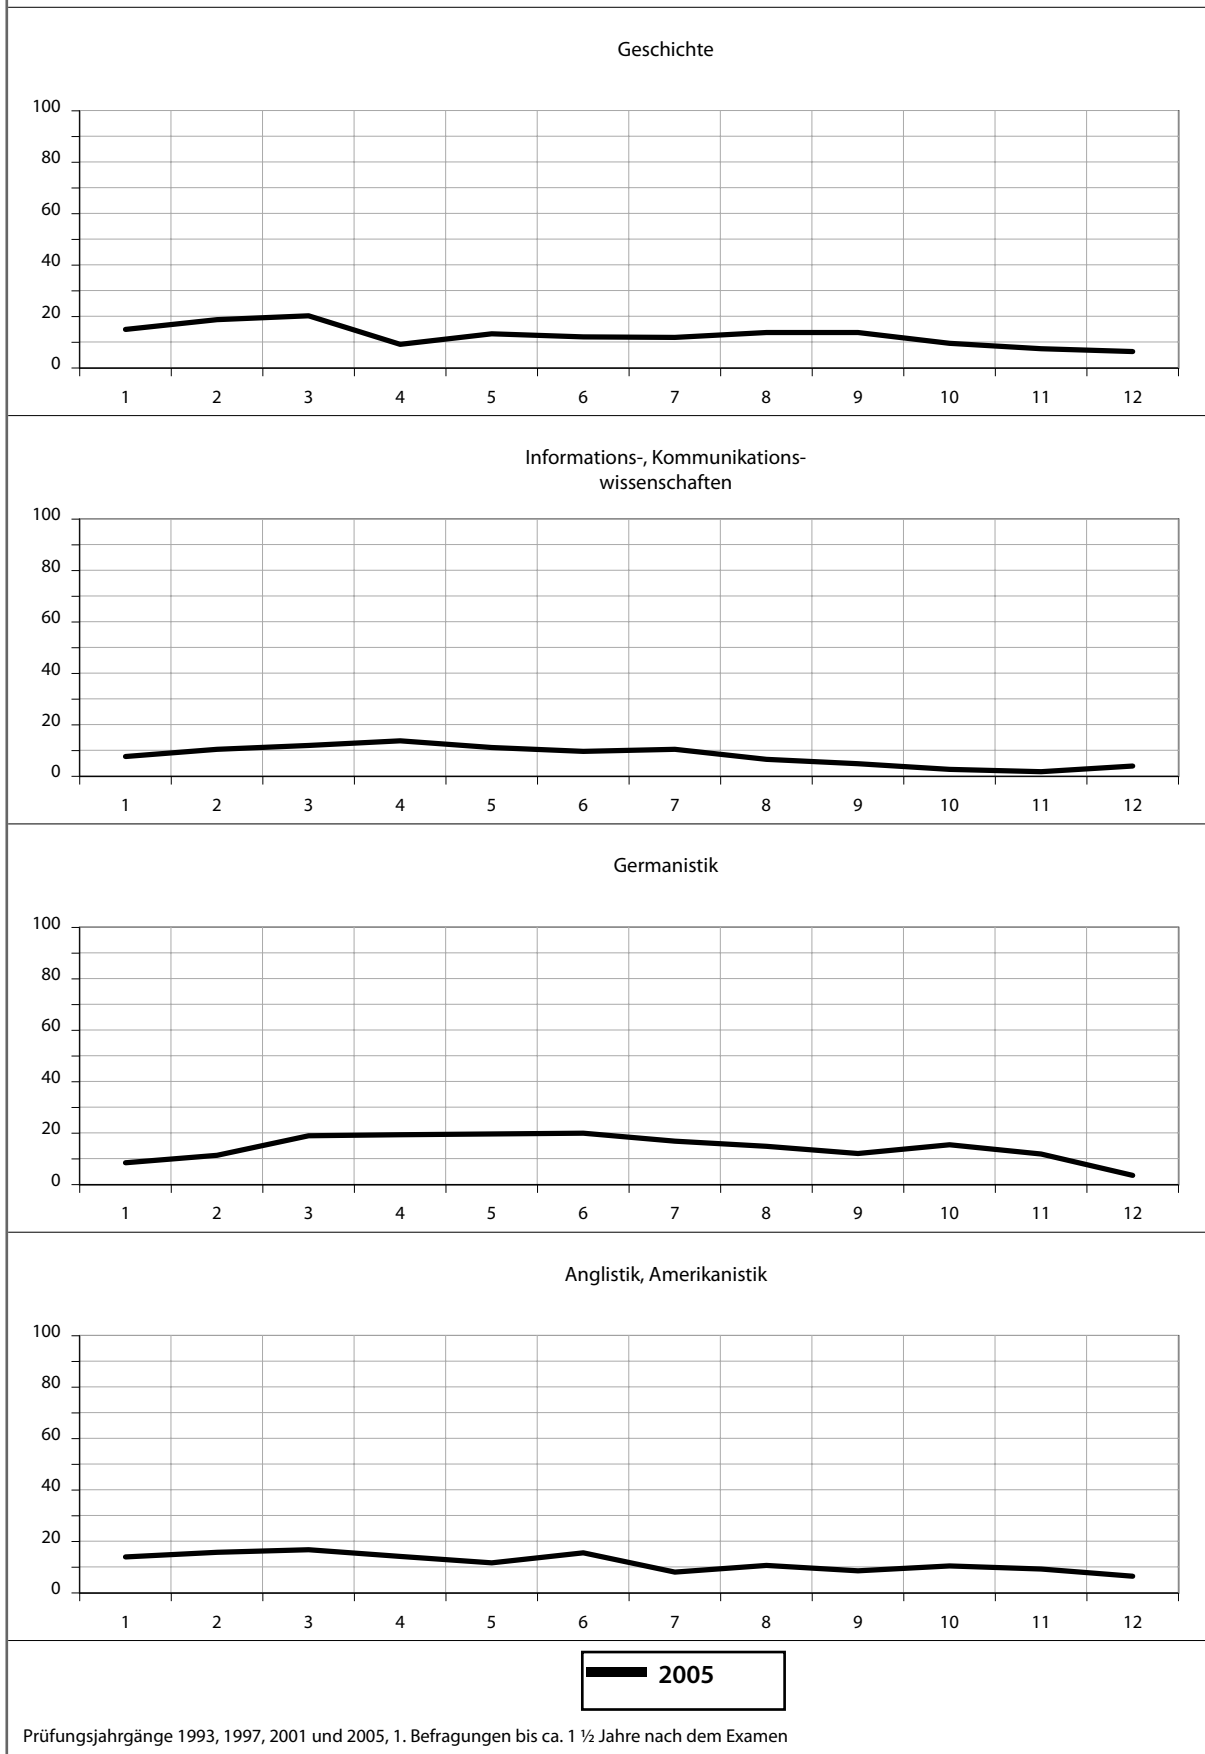 Geschichte
100
80
60
40
20
0
1 2 3 4 5 6 7 8 9 10 11 12
Informations-, Kommunikations-
wissenschaften
100
80
60
40
20
0
1 2 3 4 5 6 7 8 9 10 11 12
Germanistik
100
80
60
40
20
0
1 2 3 4 5 6 7 8 9 10 11 12
Anglistik, Amerikanistik
100
80
60
40
20
0
1 2 3 4 5 6 7 8 9 10 11 12
2005
Prüfungsjahrgänge 1993, 1997, 2001 und 2005, 1. Befragungen bis ca. 1 ½ Jahre nach dem Examen